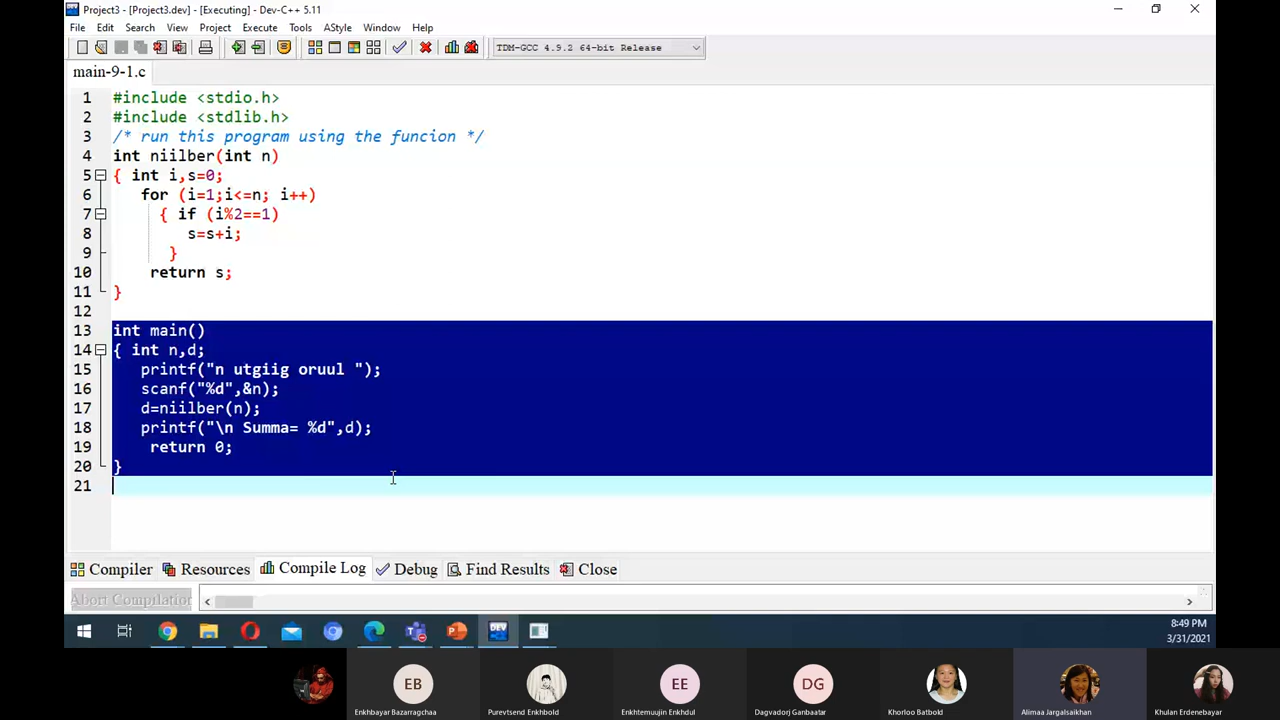 Project3 - [Project3.dev] - [Executing] - Dev-C++ 5.11
File Edit Search View Project Execute Tools AStyle Window Help
TDM-GCC 4.9.2 64-bit Release
main-9-1.c
1 #include <stdio.h>
2 #include <stdlib.h>
3 /* run this program using the funcion */
4 int niilber(int n)
5 { int i,s=0;
6 for (i=1;i<=n; i++)
7 { if (i%2==1)
8 s=s+i;
9 }
10 return s;
11 }
12
13 int main()
14 { int n,d;
15 printf("n utgiig oruul ");
16 scanf("%d",&n);
17 d=niilber(n);
18 printf("\n Summa= %d",d);
19 return 0;
20 }
21
Compiler Resources Compile Log Debug Find Results Close
Abort Compilation
DEV
8:49 PM
3/31/2021
EB EE DG
Enkhbayar Bazarragchaa Purevtsend Enkhbold Enkhtemuujin Enkhdul Dagvadorj Ganbaatar Khorloo Batbold Alimaa Jargalsaikhan Khulan Erdenebayar